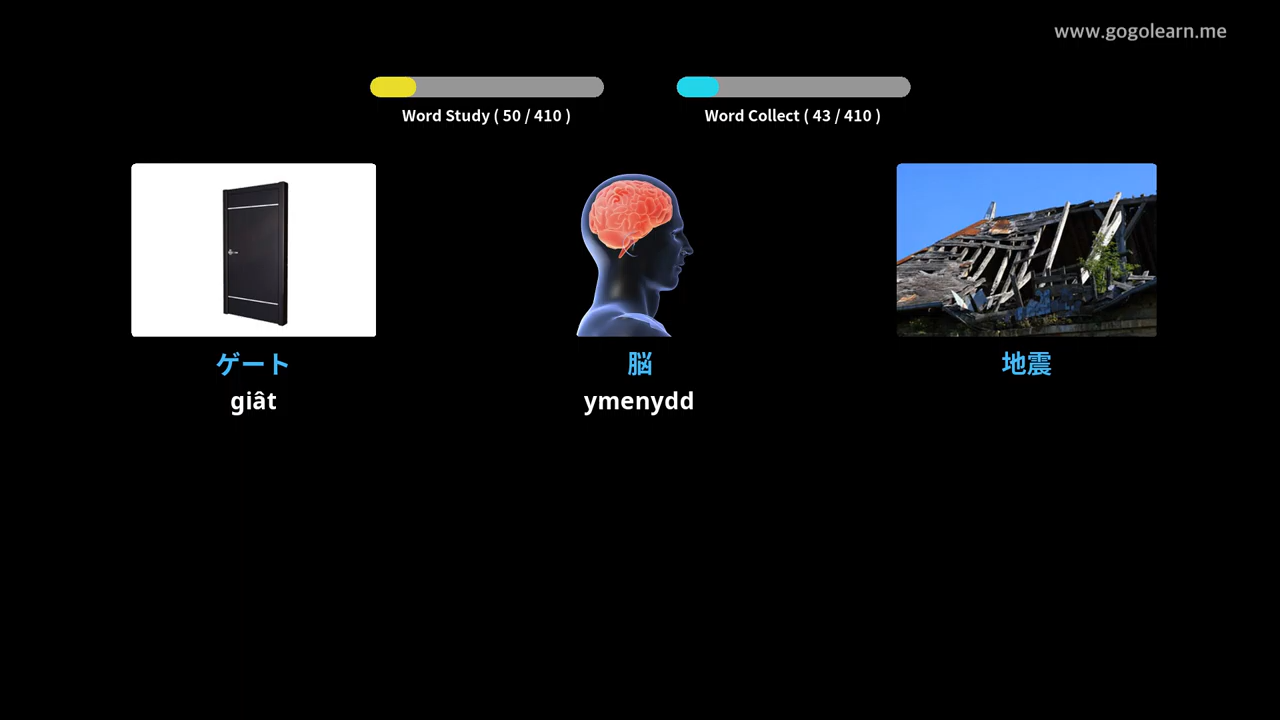 www.gogolearn.me
Word Study ( 50 / 410 )
Word Collect ( 43 / 410 )
ゲート
脳
地震
giât
ymenydd